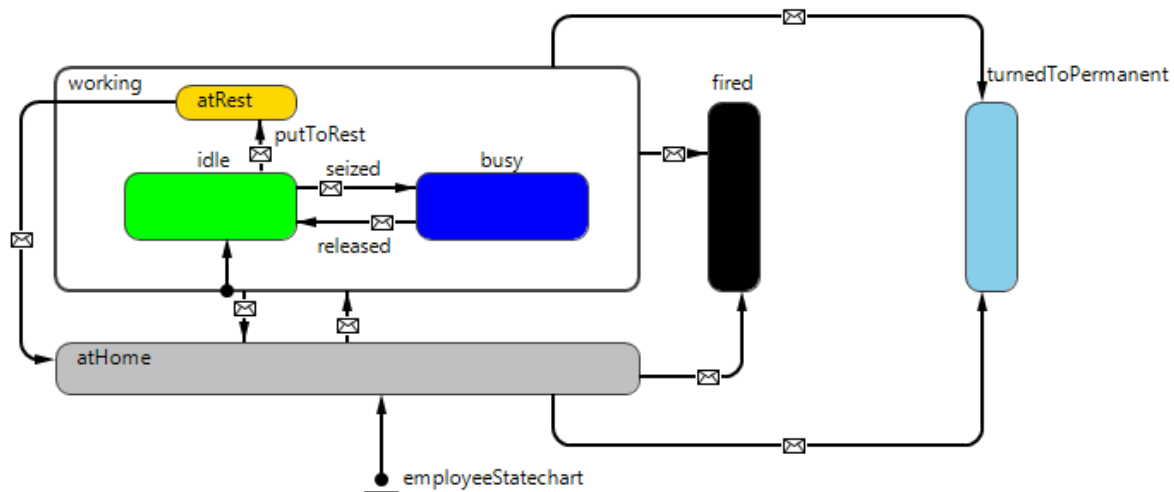 working
atRest
putToRest
idle
seized
busy
released
fired
turnedToPermanent
atHome
employeeStatechart